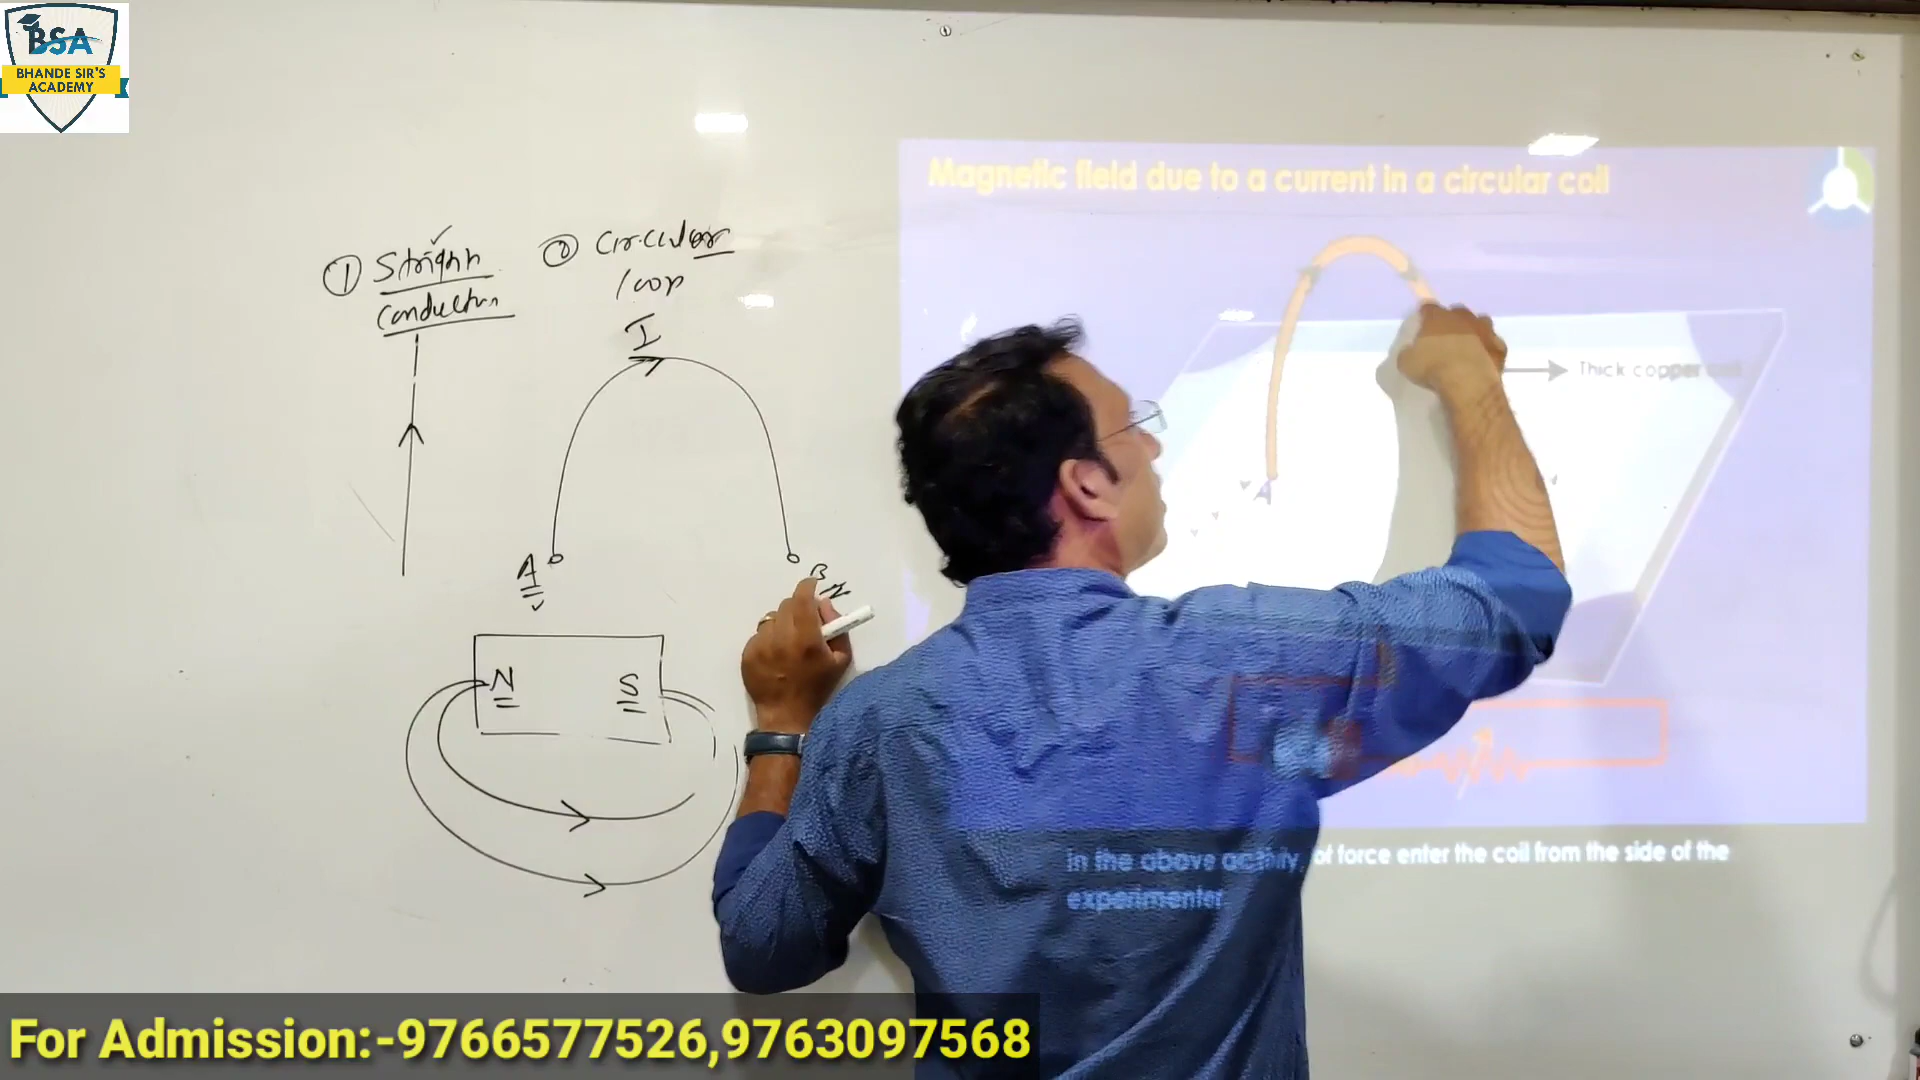 BSA
BHANDE SIR'S
ACADEMY
Magnetic field due to a current in a circular coil
① Straight
conductor
② Circular
loop
I
Thick copper
A
B
N
S
in the above activity, of force enter the coil from the side of the
experimenter
For Admission:-9766577526,9763097568